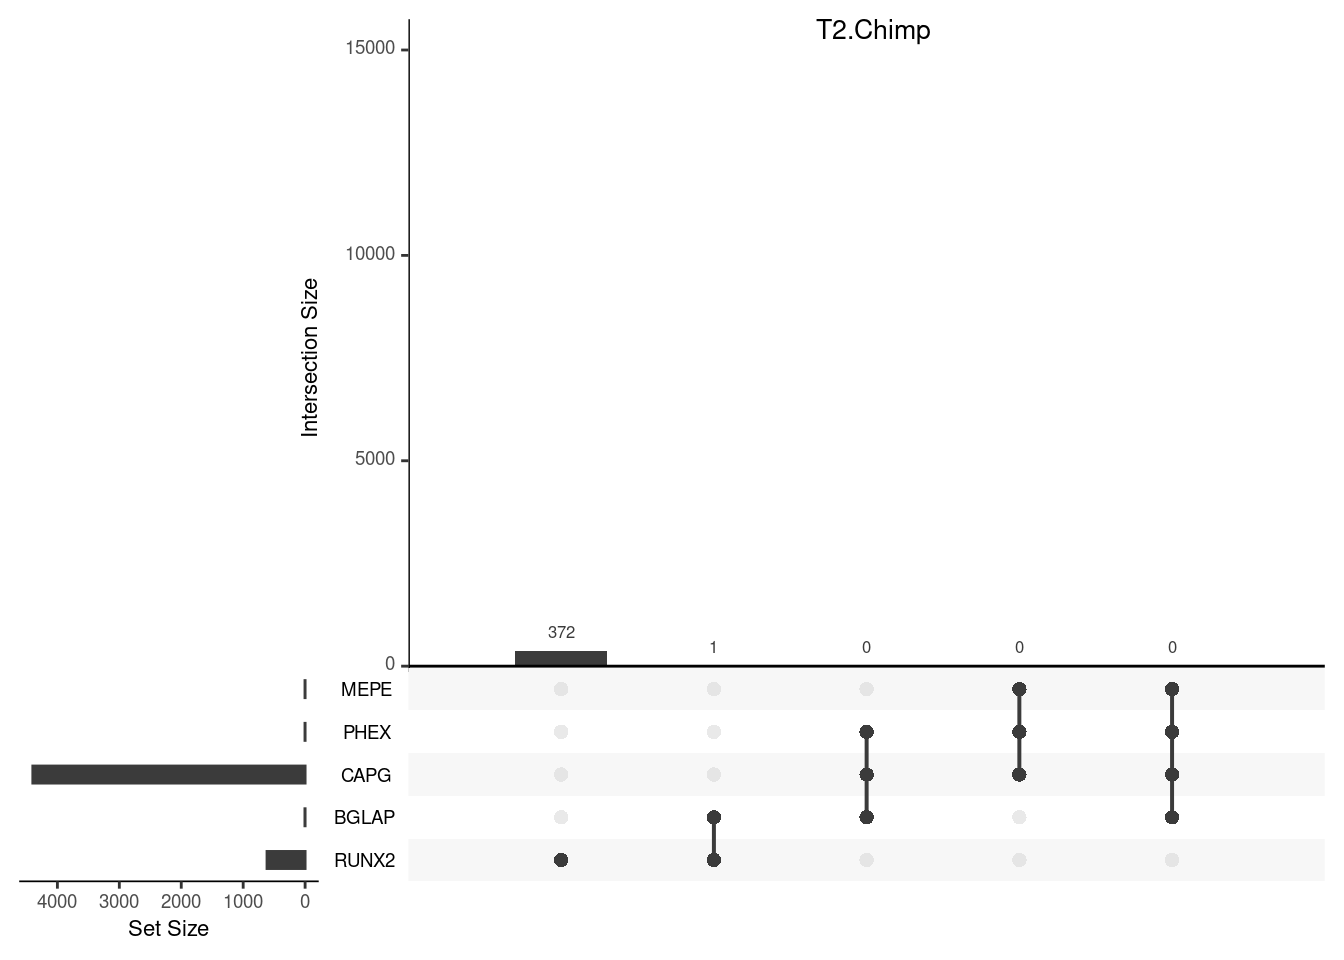 T2.Chimp
15000
10000
5000
0
Intersection Size
372 1 0 0 0
MEPE
PHEX
CAPG
BGLAP
RUNX2
4000 3000 2000 1000 0
Set Size